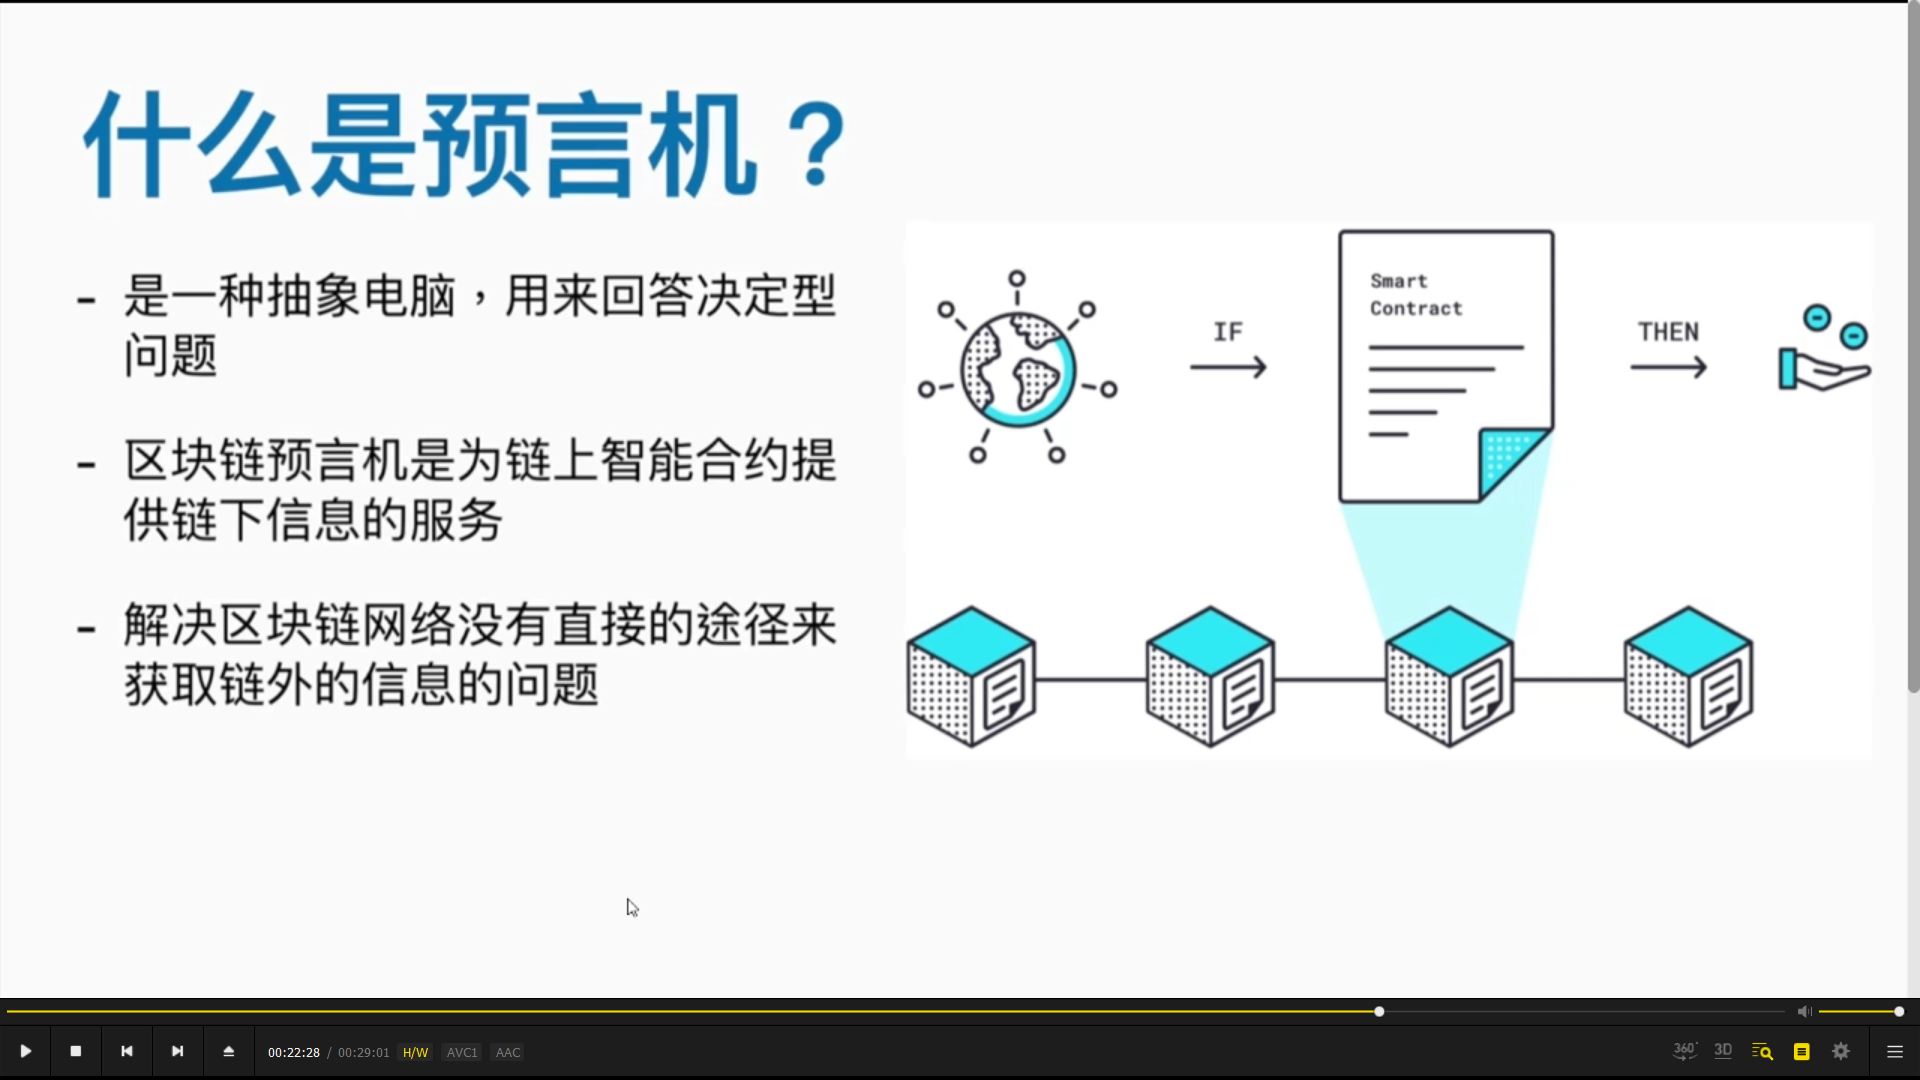 什么是预言机？
- 是一种抽象电脑，用来回答决定型
问题
- 区块链预言机是为链上智能合约提
供链下信息的服务
- 解决区块链网络没有直接的途径来
获取链外的信息的问题
IF
Smart
Contract
THEN
00:22:28 / 00:29:01 H/W AVC1 AAC
360° 3D